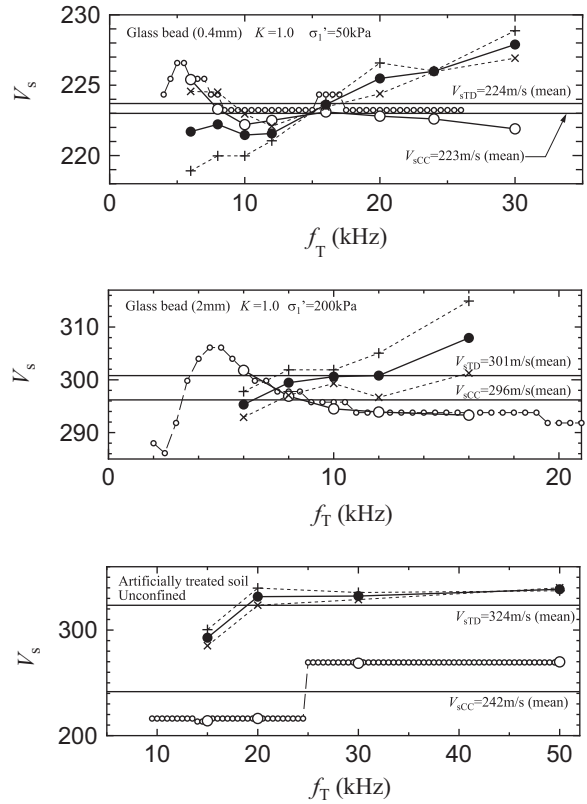 230
Glass bead (0.4mm) K=1.0 σ1'=50kPa
225
VsTD=224m/s (mean)
Vs
220
VsCC=223m/s (mean)
0 10 20 30
fT (kHz)
310
Glass bead (2mm) K=1.0 σ1'=200kPa
VsTD=301m/s(mean)
300
Vs
VsCC=296m/s(mean)
290
0 10 20
fT (kHz)
Artificially treated soil
Unconfined
300
VsTD=324m/s (mean)
Vs
VsCC=242m/s (mean)
200
10 20 30 40 50
fT (kHz)